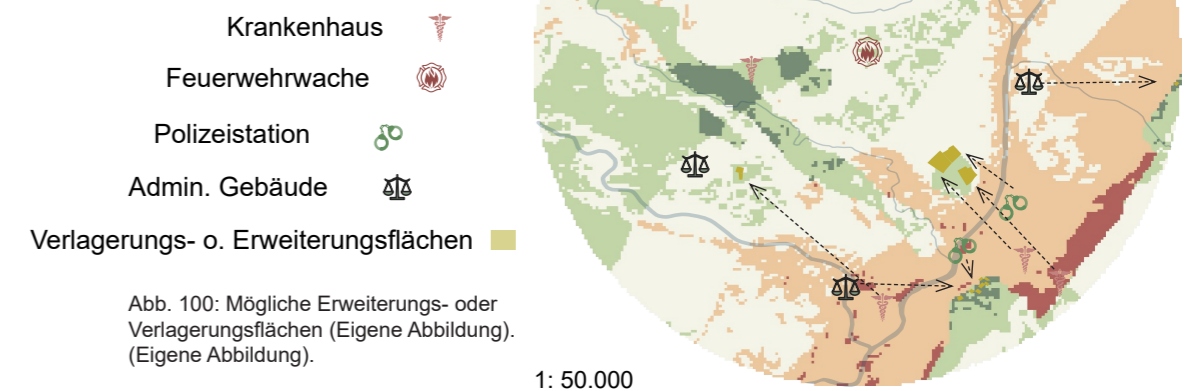 Krankenhaus
Feuerwehrwache
Polizeistation
Admin. Gebäude
Verlagerungs- o. Erweiterungsflächen
Abb. 100: Mögliche Erweiterungs- oder
Verlagerungsflächen (Eigene Abbildung).
(Eigene Abbildung).
1: 50.000